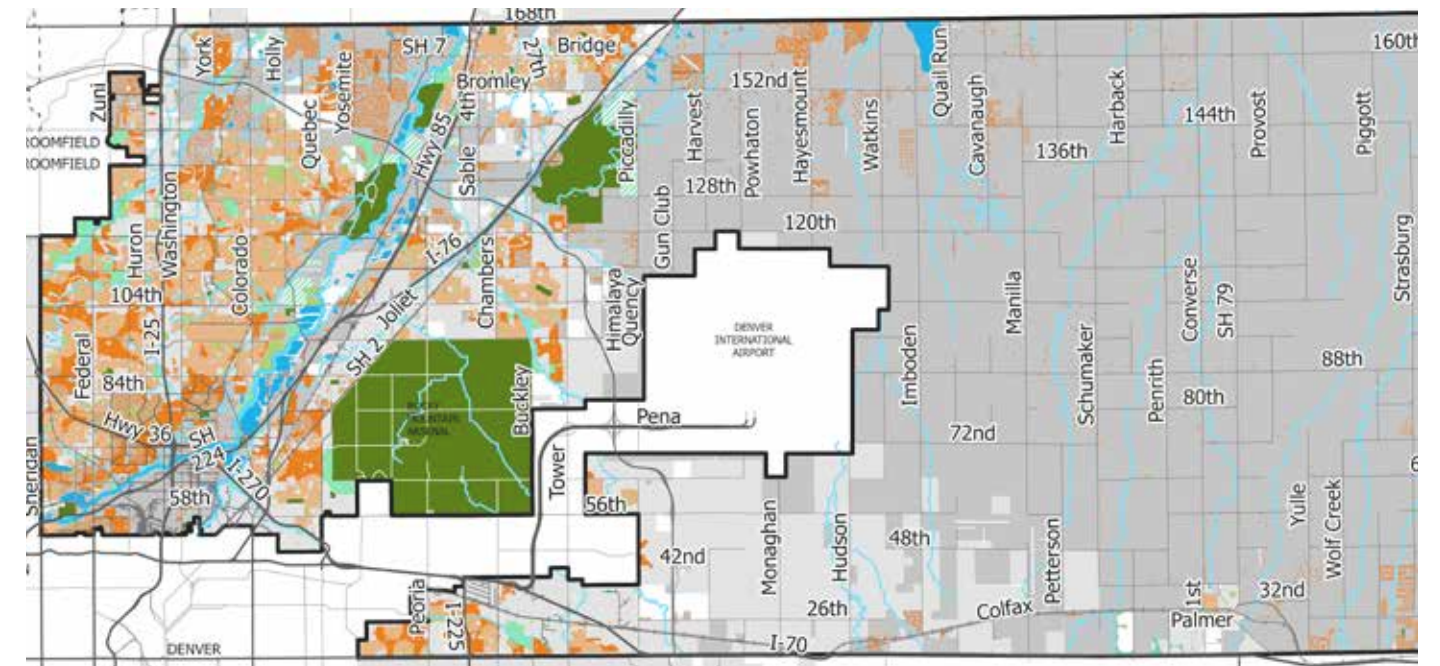 168th
160th
York
Holly
SH 7
27th
Bridge
Quail Run
Zuni
Yosemite
Bromley
4th
152nd
Harback
Quebec
Hwy 85
Piccadilly
Harvest
Powhaton
Hayesmount
Watkins
Cavanaugh
144th
Provost
Piggott
ROOMFIELD
ROOMFIELD
Sable
136th
128th
Washington
Huron
Colorado
I-76
Gun Club
120th
Strasburg
Chambers
Himalaya
Quency
Manilla
Converse
SH 79
104th
I-25
Joliet
SH 2
DENVER
INTERNATIONAL
AIRPORT
Federal
Imboden
Schumaker
88th
84th
Penrith
80th
ROCKY
MOUNTAIN
ARSENAL
Buckley
Pena
Hwy 36
SH
224
I-270
72nd
Sheridan
Tower
58th
56th
Yulle
Wolf Creek
6
Monaghan
Hudson
48th
Petterson
42nd
Peoria
I-225
26th
Colfax
1st
32nd
Palmer
I-70
DENVER